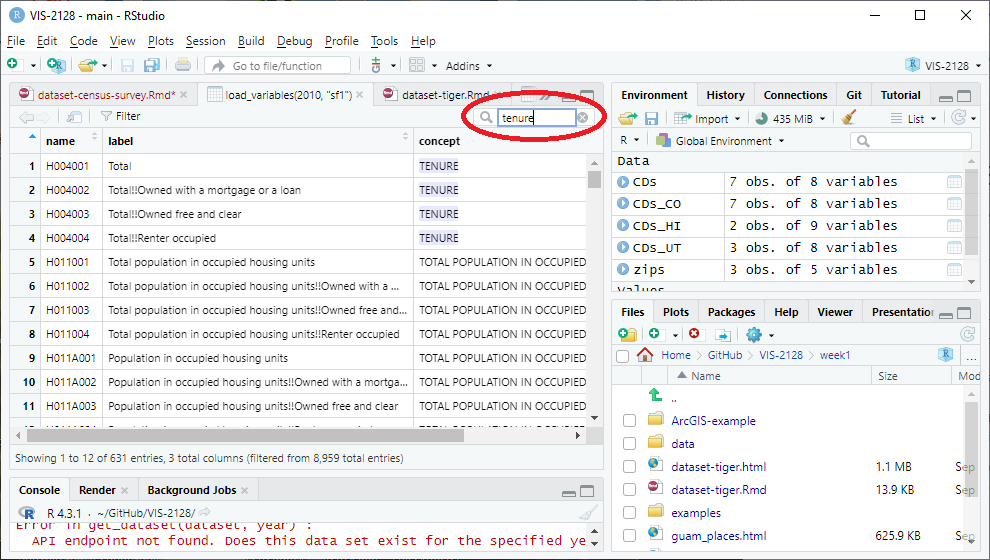 VIS-2128 - main - RStudio
File Edit Code View Plots Session Build Debug Profile Tools Help
Go to file/function Addins VIS-2128
dataset-census-survey.Rmd* load_variables(2010, "sf1") dataset-tiger.Rmd
Filter tenure
name label concept
1 H004001 Total TENURE
2 H004002 Total!!Owned with a mortgage or a loan TENURE
3 H004003 Total!!Owned free and clear TENURE
4 H004004 Total!!Renter occupied TENURE
5 H011001 Total population in occupied housing units TOTAL POPULATION IN OCCUPIED
6 H011002 Total population in occupied housing units!!Owned with a ... TOTAL POPULATION IN OCCUPIED
7 H011003 Total population in occupied housing units!!Owned free and... TOTAL POPULATION IN OCCUPIED
8 H011004 Total population in occupied housing units!!Renter occupied TOTAL POPULATION IN OCCUPIED
9 H011A001 Population in occupied housing units TOTAL POPULATION IN OCCUPIED
10 H011A002 Population in occupied housing units!!Owned with a mortga... TOTAL POPULATION IN OCCUPIED
11 H011A003 Population in occupied housing units!!Owned free and clear TOTAL POPULATION IN OCCUPIED
Showing 1 to 12 of 631 entries, 3 total columns (filtered from 8,959 total entries)
Console Render Background Jobs
R 4.3.1 · ~/GitHub/VIS-2128/
Error in get_dataset(dataset, year) :
API endpoint not found. Does this data set exist for the specified ye
Environment History Connections Git Tutorial
Import 435 MiB List
R Global Environment
Data
CDs 7 obs. of 8 variables
CDs_CO 7 obs. of 8 variables
CDs_HI 2 obs. of 9 variables
CDs_UT 3 obs. of 8 variables
zips 3 obs. of 5 variables
Values
Files Plots Packages Help Viewer Presentation
Home GitHub VIS-2128 week1 ...
Name Size Mod
..
ArcGIS-example
data
dataset-tiger.html 1.1 MB Sep
dataset-tiger.Rmd 13.9 KB Sep
examples
guam_places.html 625.9 KB Sep